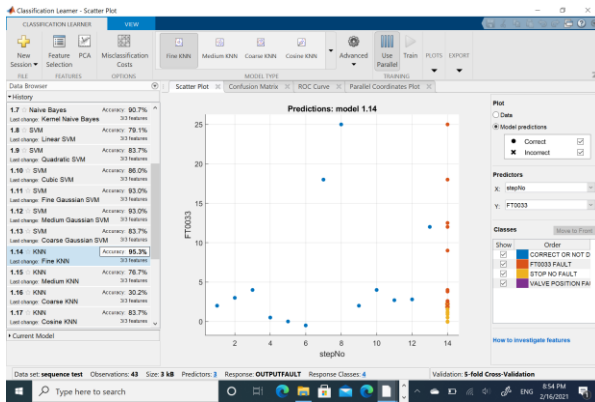 Classification Learner - Scatter Plot
CLASSIFICATION LEARNER VIEW
New Session Feature Selection PCA Misclassification Costs Fine KNN Medium KNN Coarse KNN Cosine KNN Advanced Use Parallel Train PLOTS EXPORT
FILE FEATURES OPTIONS MODEL TYPE TRAINING
Data Browser
Scatter Plot Confusion Matrix ROC Curve Parallel Coordinates Plot
History
1.7 Naive Bayes Accuracy: 90.7%
Last change: Kernel Naive Bayes 3/3 features
1.8 SVM Accuracy: 79.1%
Last change: Linear SVM 3/3 features
1.9 SVM Accuracy: 83.7%
Last change: Quadratic SVM 3/3 features
1.10 SVM Accuracy: 86.0%
Last change: Cubic SVM 3/3 features
1.11 SVM Accuracy: 93.0%
Last change: Fine Gaussian SVM 3/3 features
1.12 SVM Accuracy: 93.0%
Last change: Medium Gaussian SVM 3/3 features
1.13 SVM Accuracy: 83.7%
Last change: Coarse Gaussian SVM 3/3 features
1.14 KNN Accuracy: 95.3%
Last change: Fine KNN 3/3 features
1.15 KNN Accuracy: 76.7%
Last change: Medium KNN 3/3 features
1.16 KNN Accuracy: 30.2%
Last change: Coarse KNN 3/3 features
1.17 KNN Accuracy: 83.7%
Last change: Cosine KNN 3/3 features
Current Model
Predictions: model 1.14
25
20
15
10
5
0
FT0033
2 4 6 8 10 12 14
stepNo
Plot
Data
Model predictions
Correct
Incorrect
Predictors
X: stepNo
Y: FT0033
Classes Move to Front
Show Order
CORRECT OR NOT D
FT0033 FAULT
STOP NO FAULT
VALVE POSITION FAU
How to investigate features
Data set: sequence test Observations: 43 Size: 3 kB Predictors: 3 Response: OUTPUTFAULT Response Classes: 4 Validation: 5-fold Cross-Validation
Type here to search
ENG
8:54 PM
2/16/2021